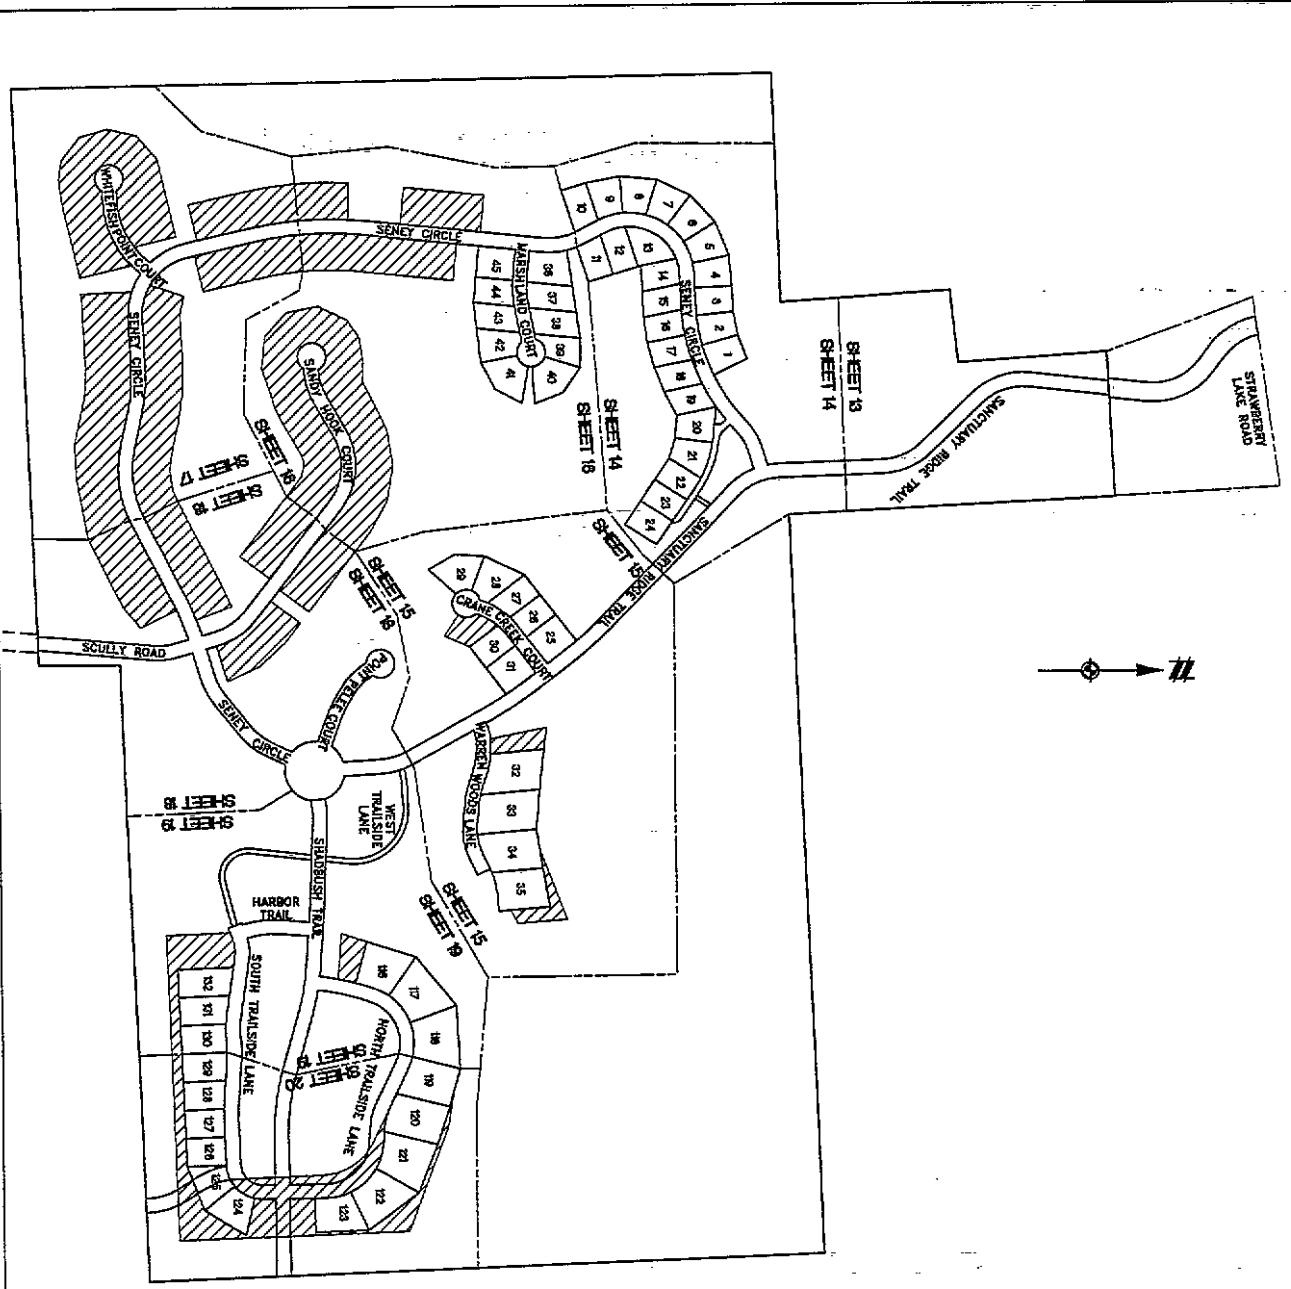 WHITEFISH POINT COURT
SENEY CIRCLE
MARSHLAND COURT
10
9
8
7
6
5
4
3
2
1
11
12
13
14
15
16
17
18
19
20
21
22
23
24
SENEY CIRCLE
45
44
43
42
41
36
37
38
39
40
SHEET 13
SHEET 14
STRAWBERRY
LAKE ROAD
SANCTUARY RIDGE TRAIL
SENEY CIRCLE
SANDY HOOK COURT
SHEET 16
SHEET 17
SHEET 18
SHEET 14
SHEET 15
SANCTUARY RIDGE TRAIL
SHEET 15
SHEET 16
29
28
27
26
25
CRANE CREEK COURT
30
31
SCULLY ROAD
POINT PELEE COURT
SENEY CIRCLE
N
WARREN WOODS LANE
32
33
34
35
SHEET 18
SHEET 19
WEST
TRAILSIDE
LANE
SHADBUSH TRAIL
HARBOR
TRAIL
SHEET 15
SHEET 19
SOUTH TRAILSIDE LANE
NORTH TRAILSIDE LANE
SHEET 19
SHEET 20
117
118
119
120
121
122
123
124
125
126
127
128
129
130
131
132